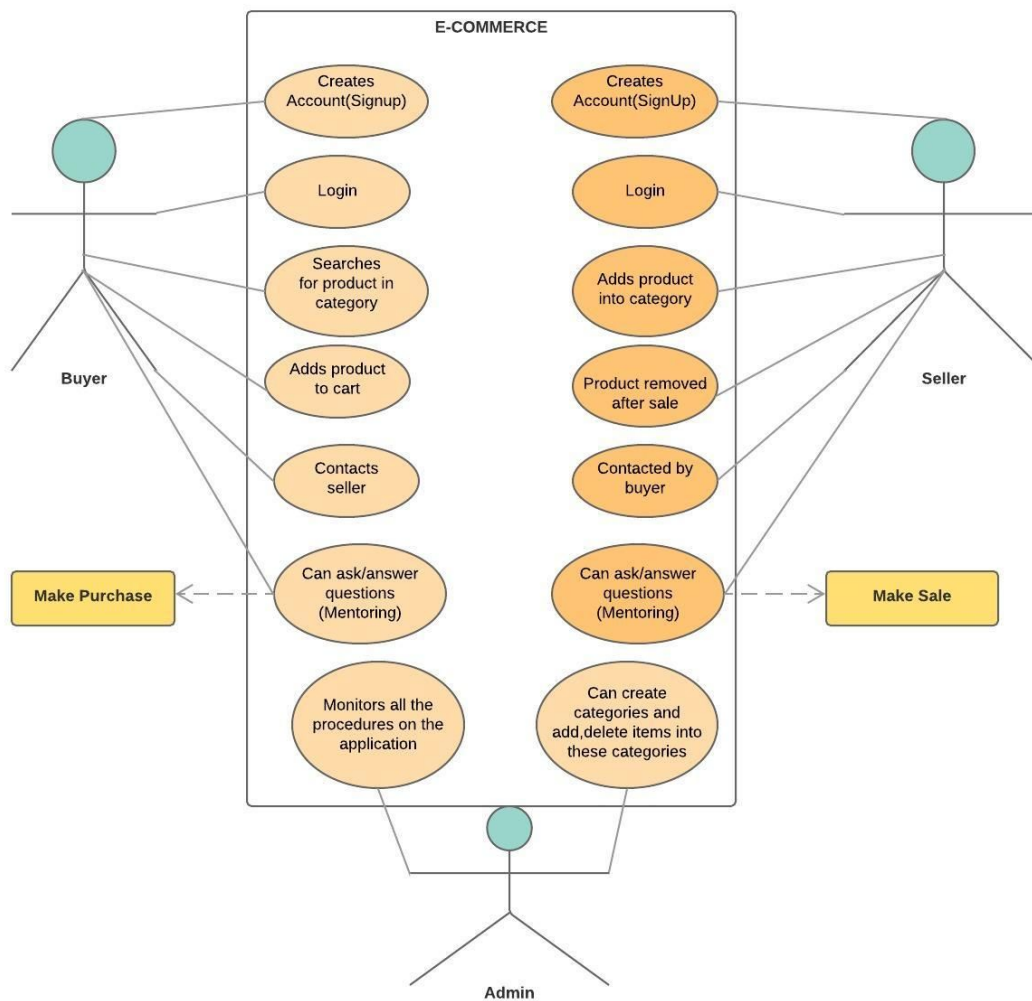 E-COMMERCE
Creates
Account(Signup)
Creates
Account(SignUp)
Login
Login
Searches
for product in
category
Adds product
into category
Buyer
Adds product
to cart
Product removed
after sale
Seller
Contacts
seller
Contacted by
buyer
Make Purchase
Can ask/answer
questions
(Mentoring)
Can ask/answer
questions
(Mentoring)
Make Sale
Monitors all the
procedures on the
application
Can create
categories and
add,delete items into
these categories
Admin